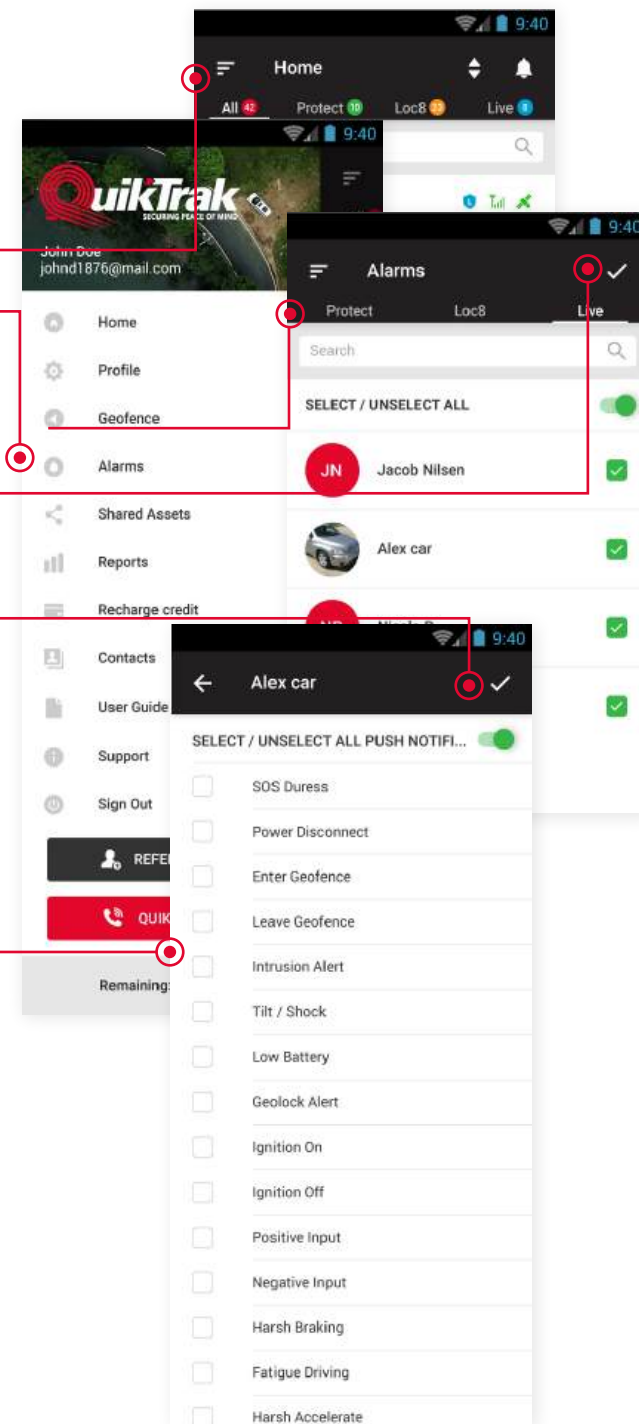 9:40
Home
All 42 Protect 10 Loc8 Live
9:40
QuikTrak
SECURING PEACE OF MIND
John Doe
johnd1876@mail.com
Home
Profile
Geofence
Alarms
Shared Assets
Reports
Recharge credit
Contacts
User Guide
Support
Sign Out
REFE
QUIK
Remaining:
9:40
Alarms
Protect Loc8 Live
Search
SELECT / UNSELECT ALL
JN Jacob Nilsen
Alex car
9:40
Alex car
SELECT / UNSELECT ALL PUSH NOTIFI...
SOS Duress
Power Disconnect
Enter Geofence
Leave Geofence
Intrusion Alert
Tilt / Shock
Low Battery
Geolock Alert
Ignition On
Ignition Off
Positive Input
Negative Input
Harsh Braking
Fatigue Driving
Harsh Accelerate